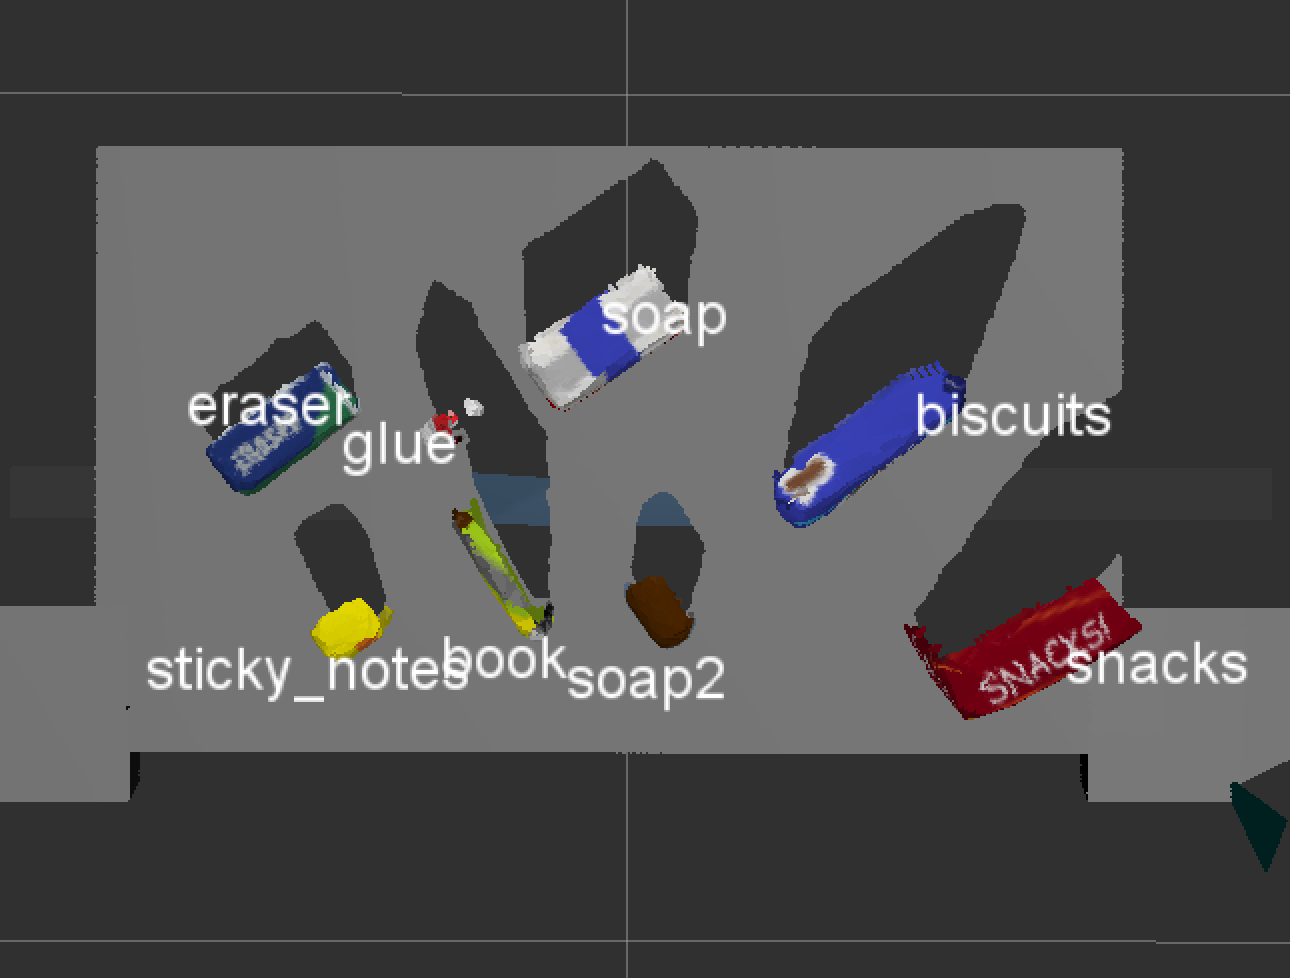 soap
eraser
biscuits
glue
SNACKS!
snacks
book
sticky_notes
soap2